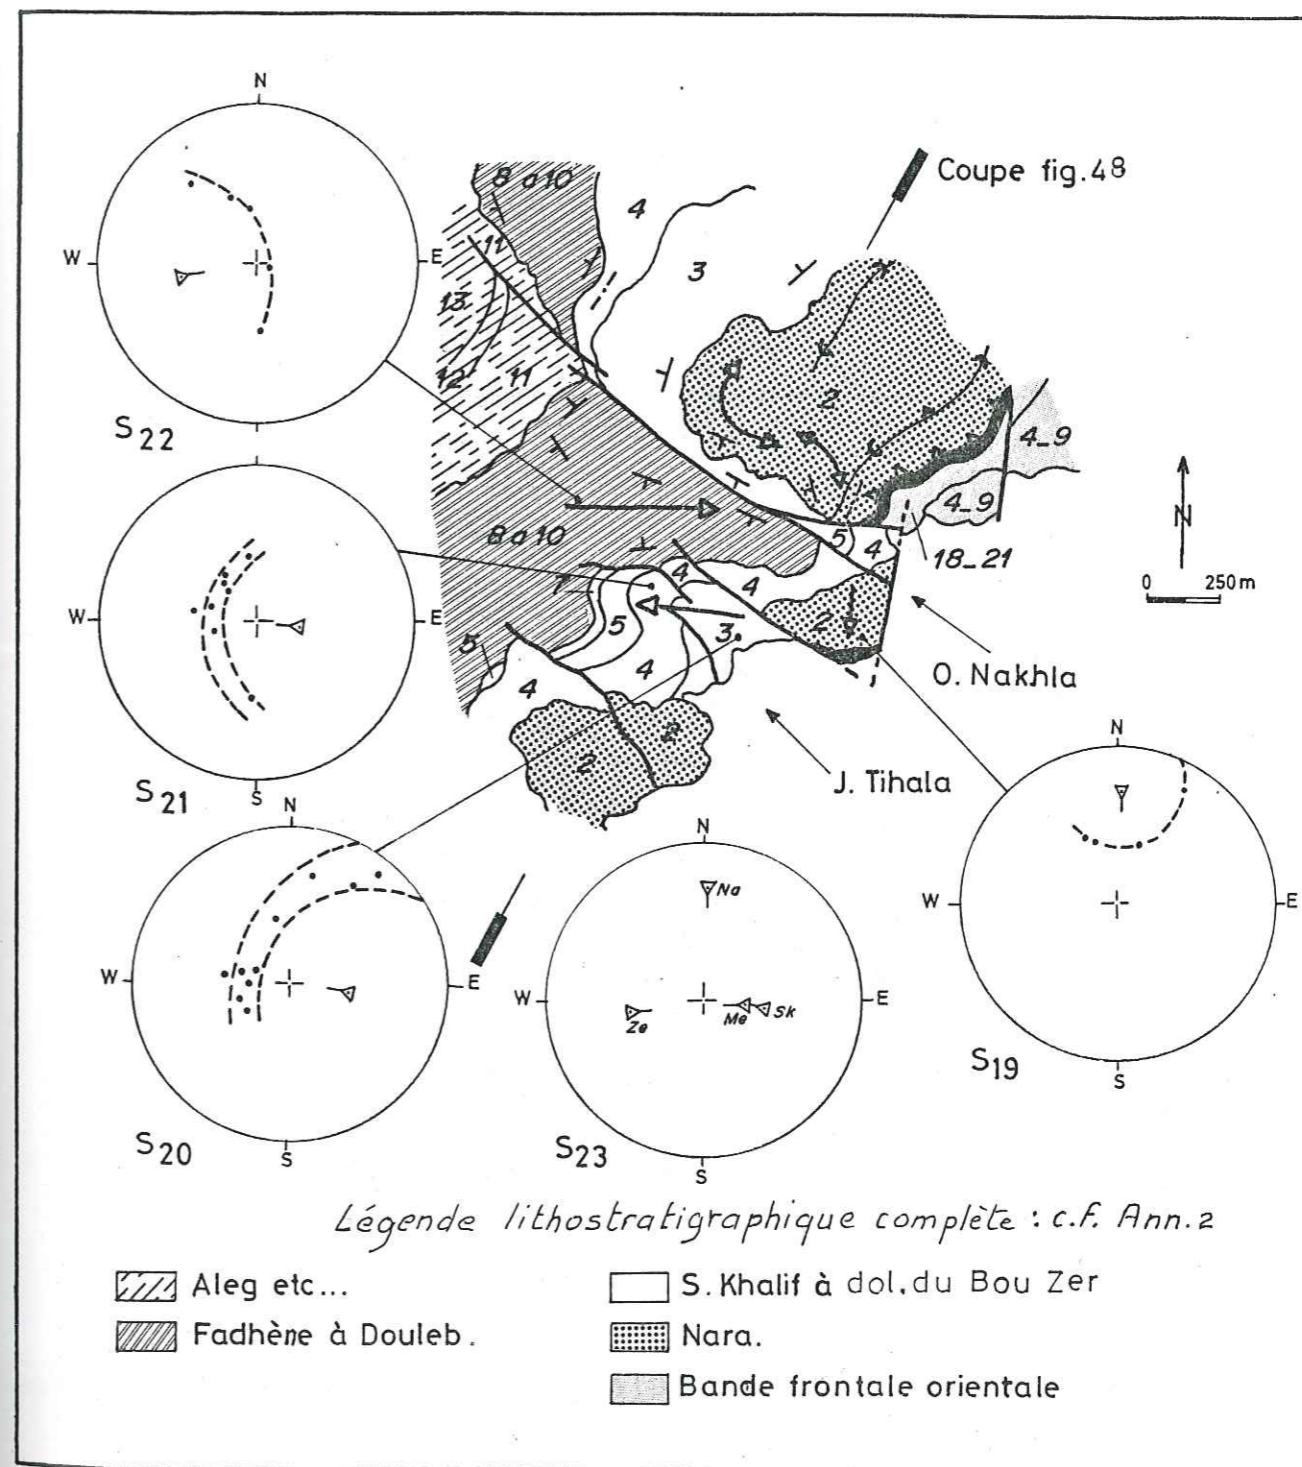 N
W
E
S22
8 a 10
4
3
11
13
12
11
2
Coupe fig.48
4_9
4_9
18_21
N
0 250 m
W
E
S
S21
8 a 10
7
5
4
4
5
4
3
2
5
4
2
2
O. Nakhla
J. Tihala
N
W
E
S
S20
N
W
E
S
Na
Ze
Me
Sk
S23
N
W
E
S
S19
Légende lithostratigraphique complète : c.f. Ann.2
Aleg etc...
Fadhène à Douleb.
S. Khalif à dol. du Bou Zer
Nara.
Bande frontale orientale